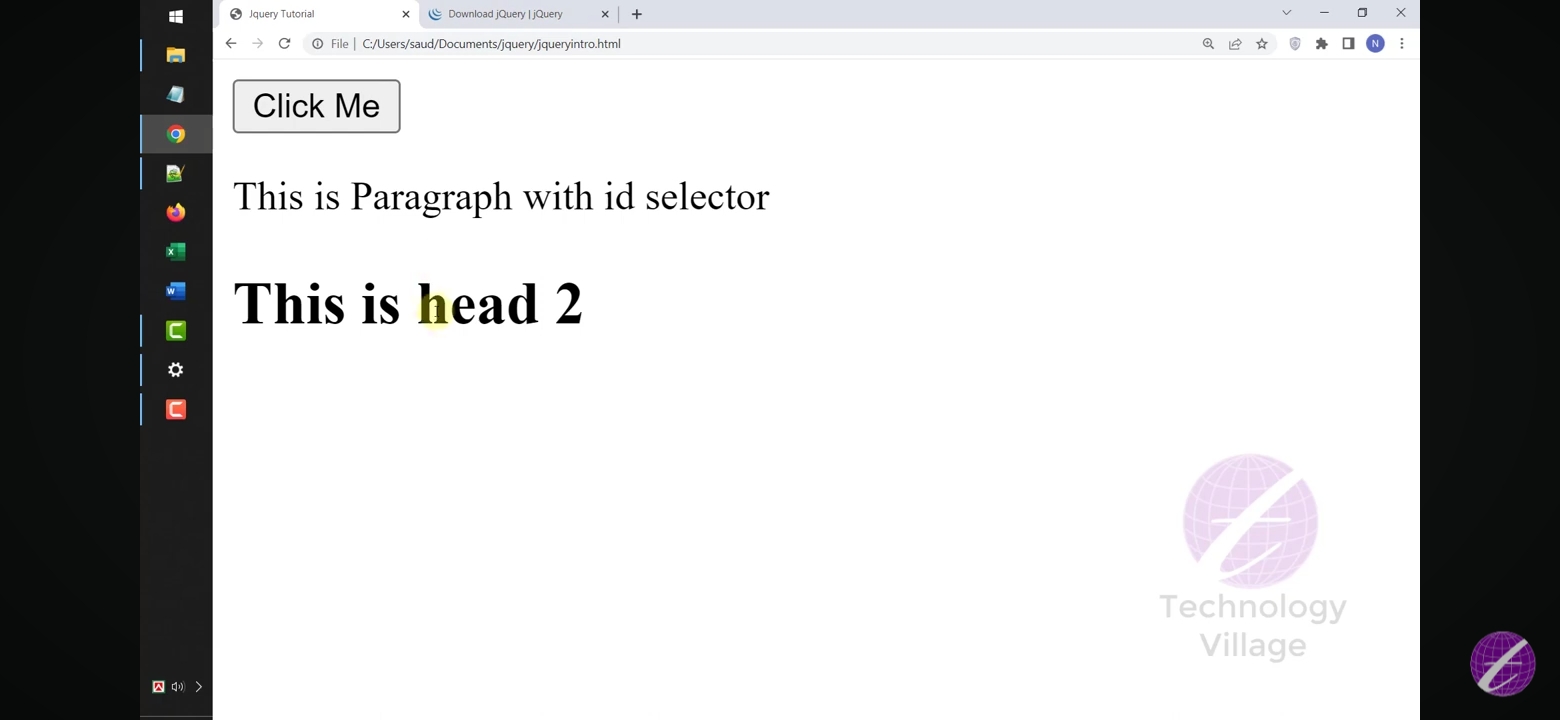 Jquery Tutorial
Download jQuery | jQuery
File
C:/Users/saud/Documents/jquery/jqueryintro.html
N
Click Me
This is Paragraph with id selector
This is head 2
Technology
Village